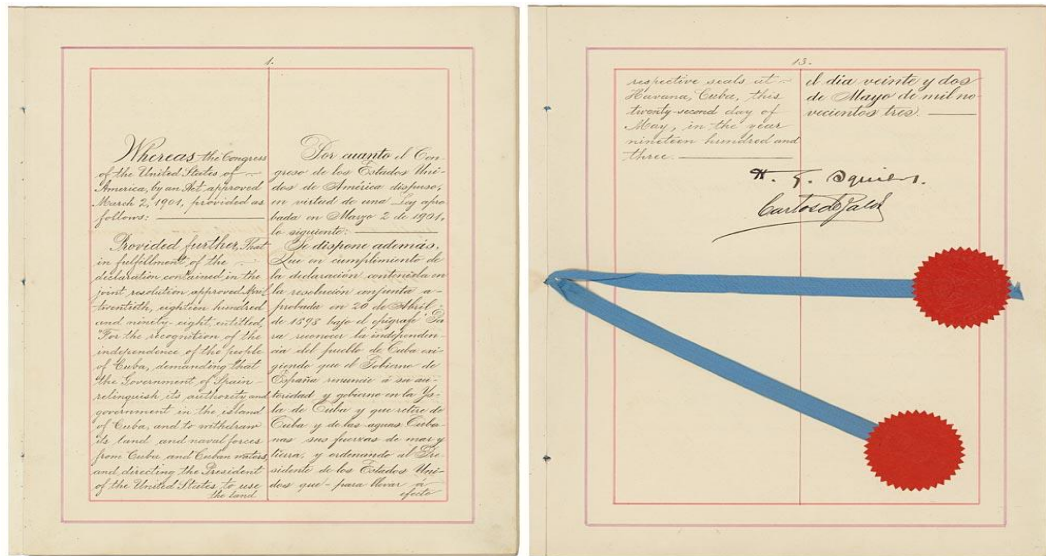 1.
Whereas, the Congress
of the United States of
America, by an Act approved
March 2, 1901, provided as
follows:
Provided further, That
in fulfillment of the
declaration contained in the
joint resolution approved April
twentieth, eighteen hundred
and ninety-eight, entitled,
"For the recognition of the
independence of the people
of Cuba, demanding that
the Government of Spain
relinquish its authority and
government in the island
of Cuba, and to withdraw
its land and naval forces
from Cuba and Cuban waters,
and directing the President
of the United States to use
the land
Por cuanto el Con-
greso de los Estados Uni-
dos de América dispuso,
en virtud de una Ley apro-
bada en Marzo 2 de 1901,
lo siguiente:
Se dispone además,
Que en cumplimiento de
la declaración contenida en
la resolución conjunta a-
probada en 20 de Abril
de 1898 bajo el epígrafe "Pa-
ra reconocer la independen-
cia del pueblo de Cuba exi-
giendo que el Gobierno de
España renuncie á su au-
toridad y gobierno en la Ys-
la de Cuba y que retire de
Cuba y de las aguas Cuba-
nas sus fuerzas de mar y
tierra, y ordenando al Pre-
sidente de los Estados Uni-
dos que para llevar á
efecto
13.
respective seals at
Havana, Cuba, this
twenty-second day of
May, in the year
nineteen hundred and
three.
el día veinte y dos
de Mayo de mil no-
vecientos tres.
H. G. Squiers.
Carlos de Zaldo